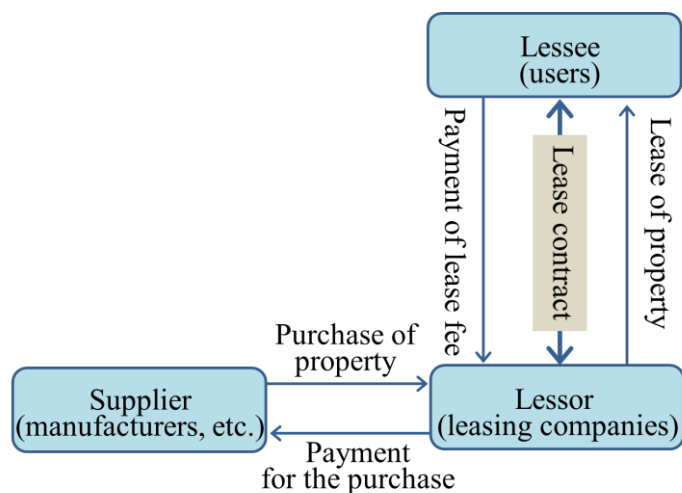 Lessee
(users)
Payment of lease fee
Lease contract
Lease of property
Purchase of
property
Supplier
(manufacturers, etc.)
Lessor
(leasing companies)
Payment
for the purchase